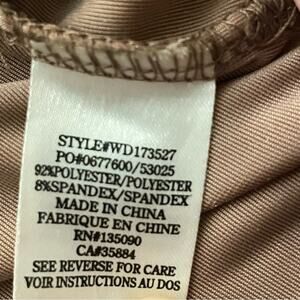 STYLE#WD173527
PO#0677600/53025
92%POLYESTER/POLYESTER
8%SPANDEX/SPANDEX
MADE IN CHINA
FABRIQUE EN CHINE
RN#135090
CA#35884
SEE REVERSE FOR CARE
VOIR INSTRUCTIONS AU DOS